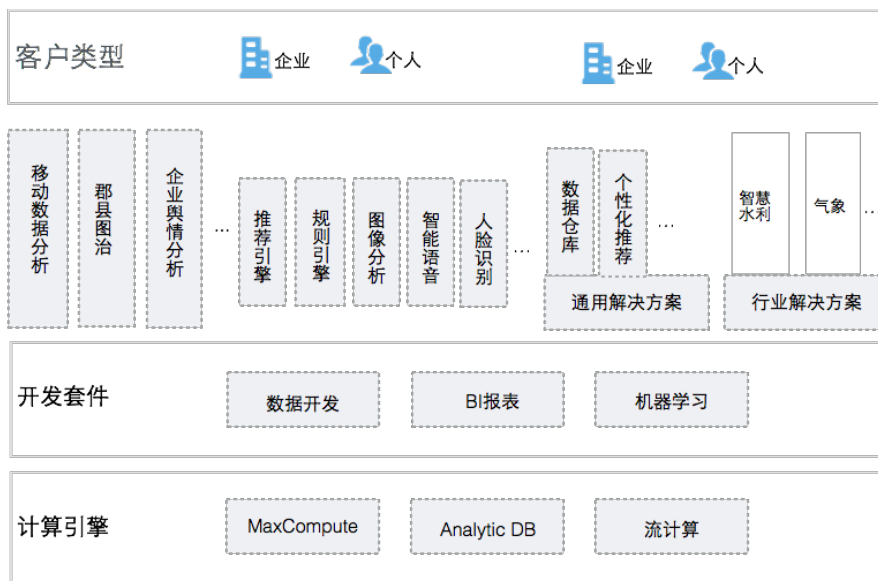 客户类型
企业
个人
企业
个人
移动数据分析
郡县图治
企业舆情分析
...
推荐引擎
规则引擎
图像分析
智能语音
人脸识别
...
数据仓库
个性化推荐
...
通用解决方案
智慧
水利
气象
...
行业解决方案
开发套件
数据开发
BI报表
机器学习
计算引擎
MaxCompute
Analytic DB
流计算